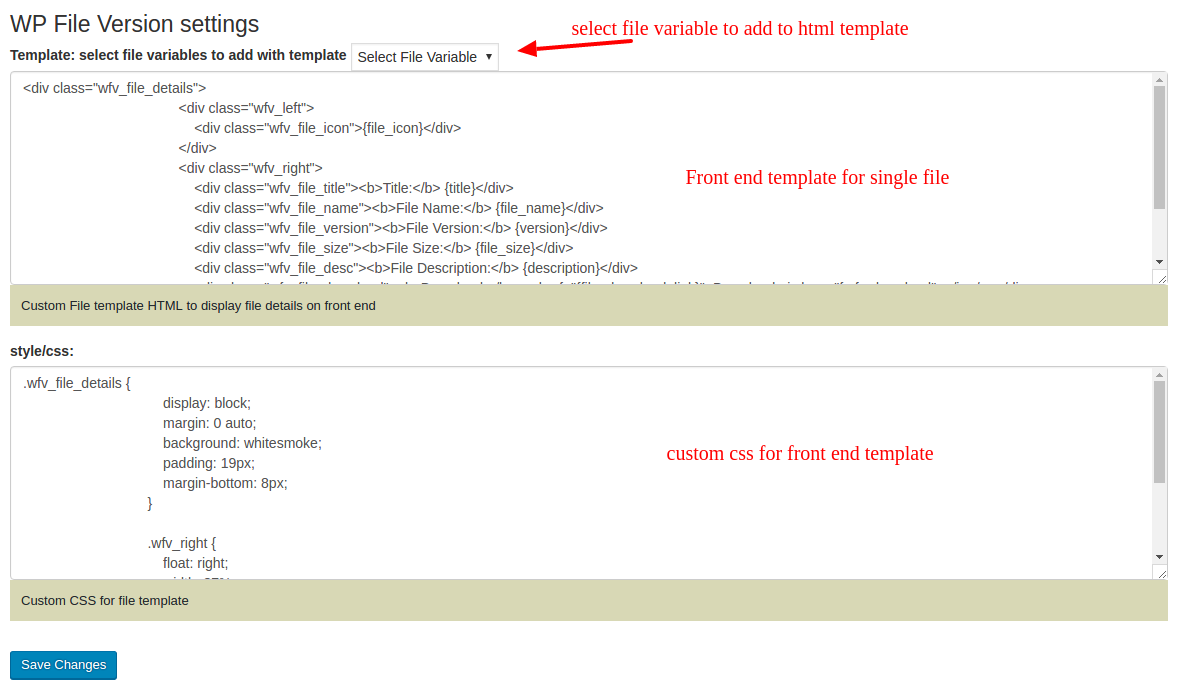 WP File Version settings
select file variable to add to html template
Template: select file variables to add with template Select File Variable
<div class="wfv_file_details">
<div class="wfv_left">
<div class="wfv_file_icon">{file_icon}</div>
</div>
<div class="wfv_right">
Front end template for single file
<div class="wfv_file_title"><b>Title:</b> {title}</div>
<div class="wfv_file_name"><b>File Name:</b> {file_name}</div>
<div class="wfv_file_version"><b>File Version:</b> {version}</div>
<div class="wfv_file_size"><b>File Size:</b> {file_size}</div>
<div class="wfv_file_desc"><b>File Description:</b> {description}</div>
Custom File template HTML to display file details on front end
style/css:
.wfv_file_details {
display: block;
margin: 0 auto;
background: whitesmoke;
custom css for front end template
padding: 19px;
margin-bottom: 8px;
}
.wfv_right {
float: right;
Custom CSS for file template
Save Changes